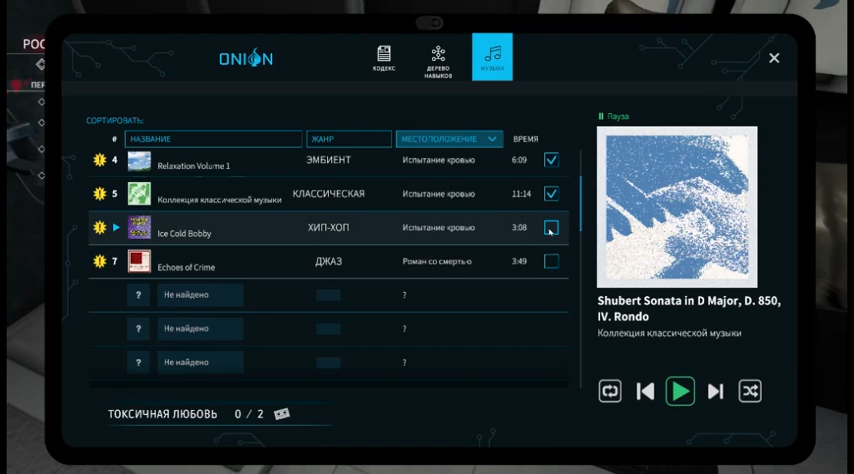 РОС
ПЕР
ONION
КОДЕКС
ДЕРЕВО
НАВЫКОВ
МУЗЫКА
СОРТИРОВАТЬ:
# НАЗВАНИЕ ЖАНР МЕСТОПОЛОЖЕНИЕ ВРЕМЯ
4 Relaxation Volume 1 ЭМБИЕНТ Испытание кровью 6:09
5 Коллекция классической музыки КЛАССИЧЕСКАЯ Испытание кровью 11:14
Ice Cold Bobby ХИП-ХОП Испытание кровью 3:08
7 Echoes of Crime ДЖАЗ Роман со смертью 3:49
? Не найдено ?
? Не найдено ?
? Не найдено ?
ТОКСИЧНАЯ ЛЮБОВЬ 0 / 2
Пауза
Shubert Sonata in D Major, D. 850,
IV. Rondo
Коллекция классической музыки